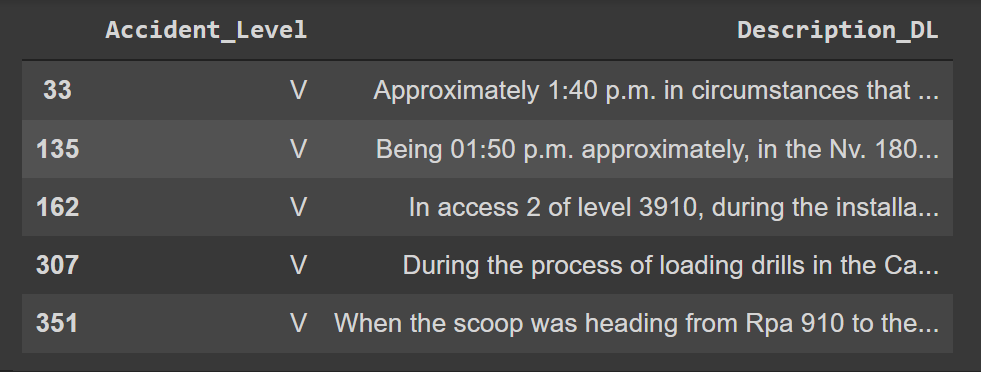 Accident_Level Description_DL
33 V Approximately 1:40 p.m. in circumstances that ...
135 V Being 01:50 p.m. approximately, in the Nv. 180...
162 V In access 2 of level 3910, during the installa...
307 V During the process of loading drills in the Ca...
351 V When the scoop was heading from Rpa 910 to the...